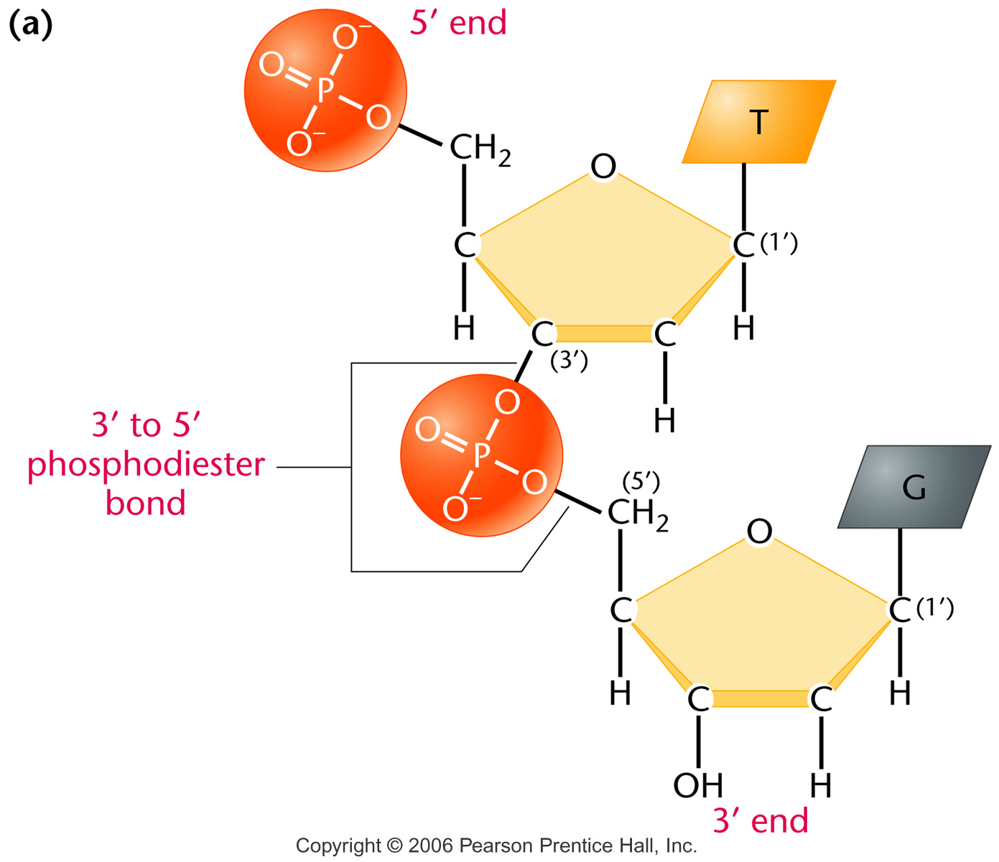 (a)
5′ end
O⁻
O
P
O
O⁻
CH₂
T
O
C
C (1′)
H
H
C
(3′)
C
H
3′ to 5′
phosphodiester
bond
O
O
P
O
O⁻
(5′)
CH₂
G
O
C
C (1′)
H
H
C
C
OH
H
3′ end
Copyright © 2006 Pearson Prentice Hall, Inc.